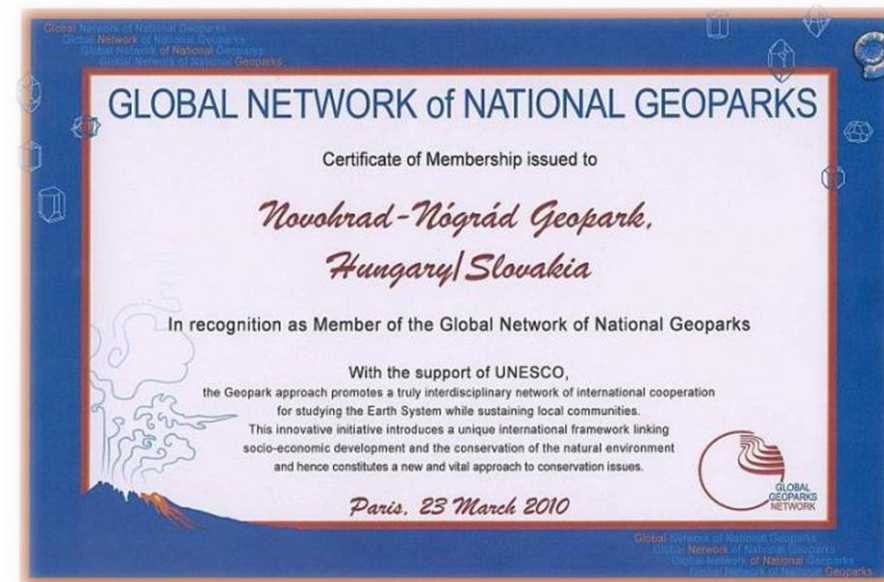 Global Network of National Geoparks
Global Network of National Geoparks
Global Network of National Geoparks
Global Network of National Geoparks
GLOBAL NETWORK of NATIONAL GEOPARKS
Certificate of Membership issued to
Novohrad-Nógrád Geopark,
Hungary/Slovakia
In recognition as Member of the Global Network of National Geoparks
With the support of UNESCO,
the Geopark approach promotes a truly interdisciplinary network of international cooperation
for studying the Earth System while sustaining local communities.
This innovative initiative introduces a unique international framework linking
socio-economic development and the conservation of the natural environment
and hence constitutes a new and vital approach to conservation issues.
Paris, 23 March 2010
GLOBAL
GEOPARKS
NETWORK
Global Network of National Geoparks
Global Network of National Geoparks
Global Network of National Geoparks
Global Network of National Geoparks